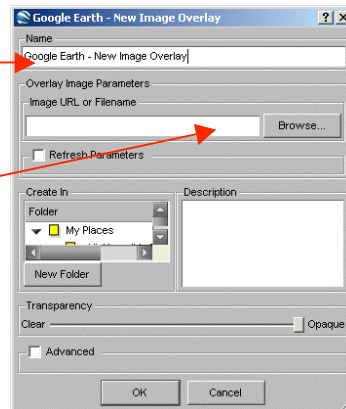 Google Earth - New Image Overlay
Name
Google Earth - New Image Overlay
Overlay Image Parameters
Image URL or Filename
Browse...
Refresh Parameters
Create In
Description
Folder
My Places
New Folder
Transparency
Clear
Opaque
Advanced
OK
Cancel